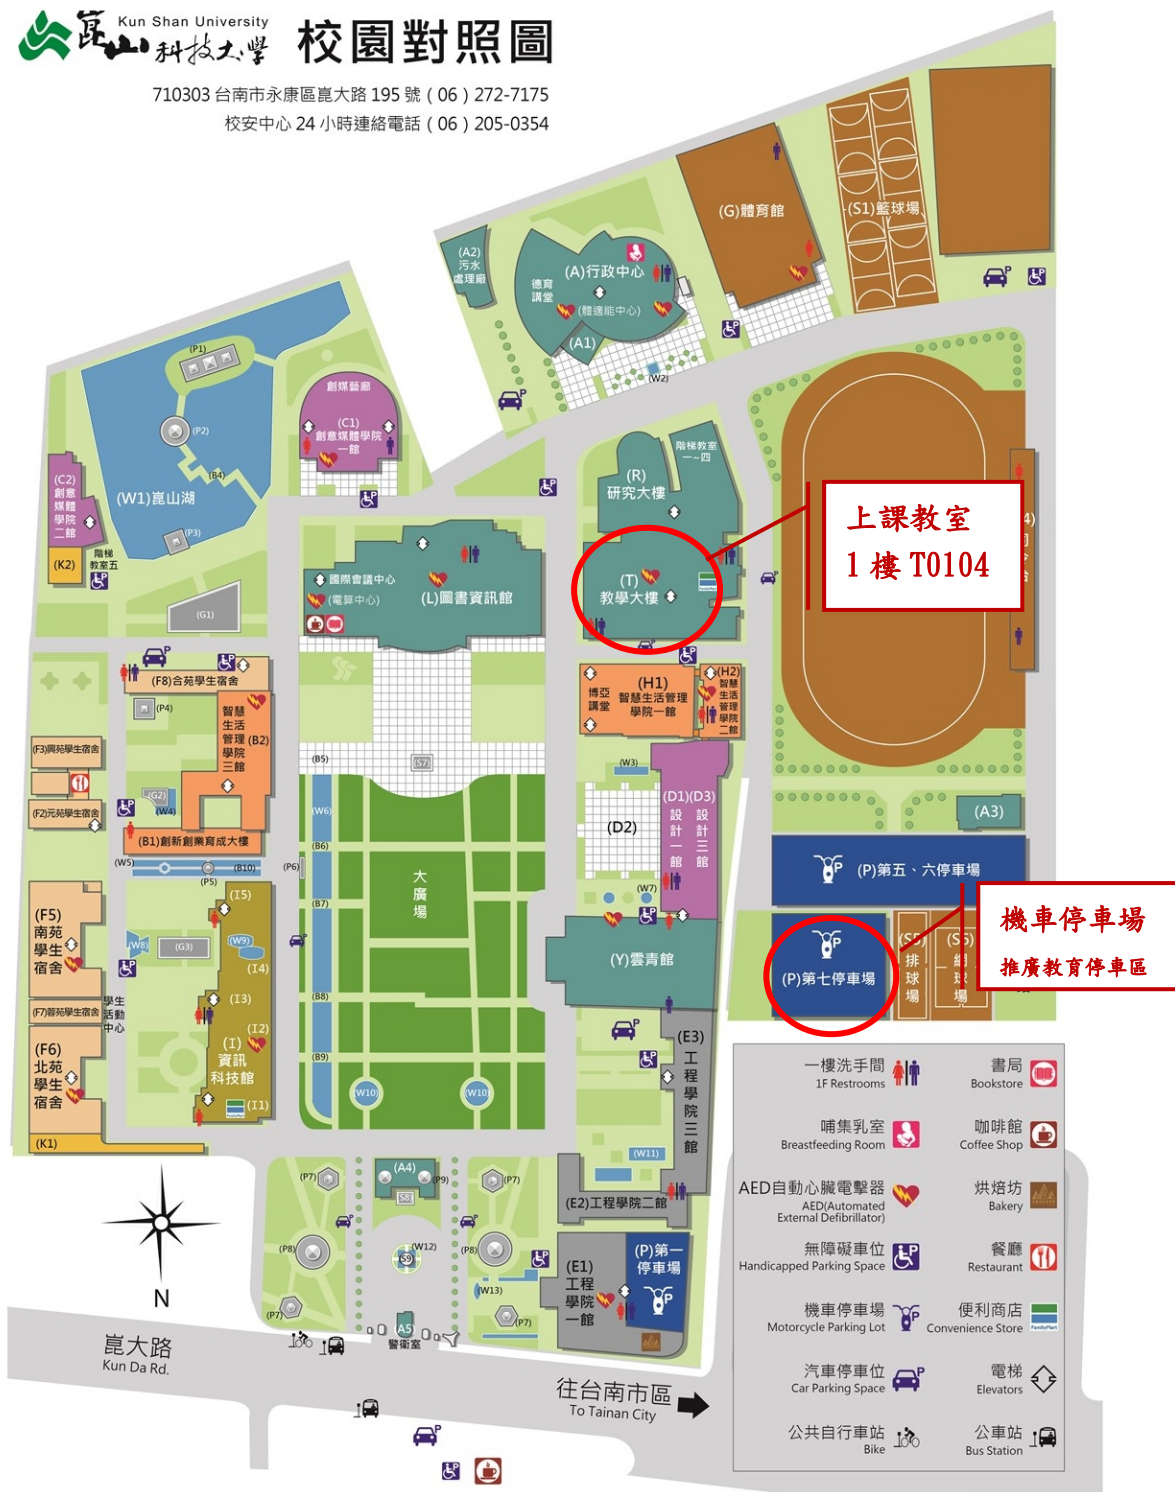 Kun Shan University
崑山科技大學
校園對照圖
710303 台南市永康區崑大路 195 號 ( 06 ) 272-7175
校安中心 24 小時連絡電話 ( 06 ) 205-0354
(G)體育館
(S1)籃球場
(A2)
污水
處理廠
(A)行政中心
德育
講堂
(體適能中心)
(A1)
(W2)
(P1)
(P2)
(B4)
(W1)崑山湖
(P3)
創媒藝廊
(C1)
創意媒體學院
一館
(C2)
創意
媒體
學院
二館
(K2)
階梯
教室五
(G1)
階梯教室
一~四
(R)
研究大樓
(T)
教學大樓
上課教室
1 樓 T0104
4)
國際會議中心
(電算中心)
(L)圖書資訊館
(F8)合苑學生宿舍
(P4)
智慧
生活
管理
學院
三館
(B2)
(F3)興苑學生宿舍
(F2)元苑學生宿舍
(G2)
(W4)
(B1)創新創業育成大樓
(W5)
(B10)
(P5)
(P6)
(B5)
(S7)
(W6)
(B6)
(B7)
(B8)
(B9)
大廣場
(W10)
(W10)
博亞
講堂
(H1)
智慧生活管理
學院一館
(H2)
智慧
生活
管理
學院
二館
(W3)
(D1)(D3)
設計一館
設計三館
(D2)
(W7)
(Y)雲青館
(A3)
(P)第五、六停車場
(P)第七停車場
(S5)
排球場
(S6)
網球場
機車停車場
推廣教育停車區
(F5)
南苑
學生
宿舍
(F7)蓉苑學生宿舍
(F6)
北苑
學生
宿舍
(K1)
(W8)
(G3)
學生
活動
中心
(I5)
(W9)
(I4)
(I3)
(I2)
(I)
資訊
科技館
(I1)
(E3)
工程學院三館
(W11)
(E2)工程學院二館
(E1)
工程
學院
一館
(P)第一
停車場
(P7)
(A4)
(P9)
(S8)
(P7)
(P8)
(W12)
(S9)
(P8)
(W13)
(P7)
(P7)
(A5)
警衛室
N
崑大路
Kun Da Rd.
往台南市區
To Tainan City
一樓洗手間
1F Restrooms
書局
Bookstore
哺集乳室
Breastfeeding Room
咖啡館
Coffee Shop
AED自動心臟電擊器
AED(Automated
External Defibrillator)
烘焙坊
Bakery
無障礙車位
Handicapped Parking Space
餐廳
Restaurant
機車停車場
Motorcycle Parking Lot
便利商店
Convenience Store
FamilyMart
汽車停車位
Car Parking Space
電梯
Elevators
公共自行車站
Bike
公車站
Bus Station